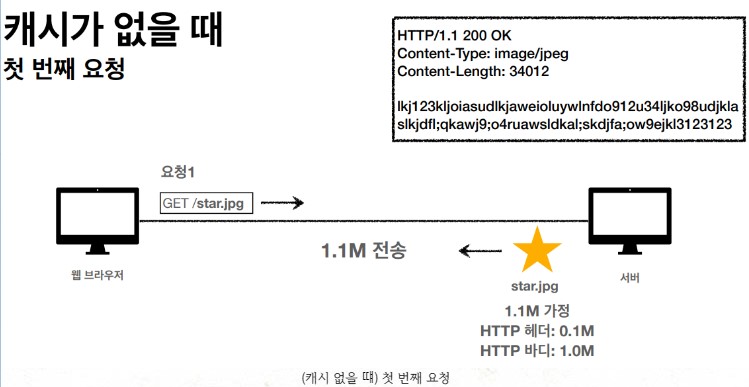 캐시가 없을 때
첫 번째 요청
HTTP/1.1 200 OK
Content-Type: image/jpeg
Content-Length: 34012
lkj123kljoiasudlkjaweioluywlnfdo912u34ljko98udjkla
slkjdfl;qkawj9;o4ruawsldkal;skdjfa;ow9ejkl3123123
요청1
GET /star.jpg
1.1M 전송
웹 브라우저
서버
star.jpg
1.1M 가정
HTTP 헤더: 0.1M
HTTP 바디: 1.0M
(캐시 없을 떄) 첫 번째 요청